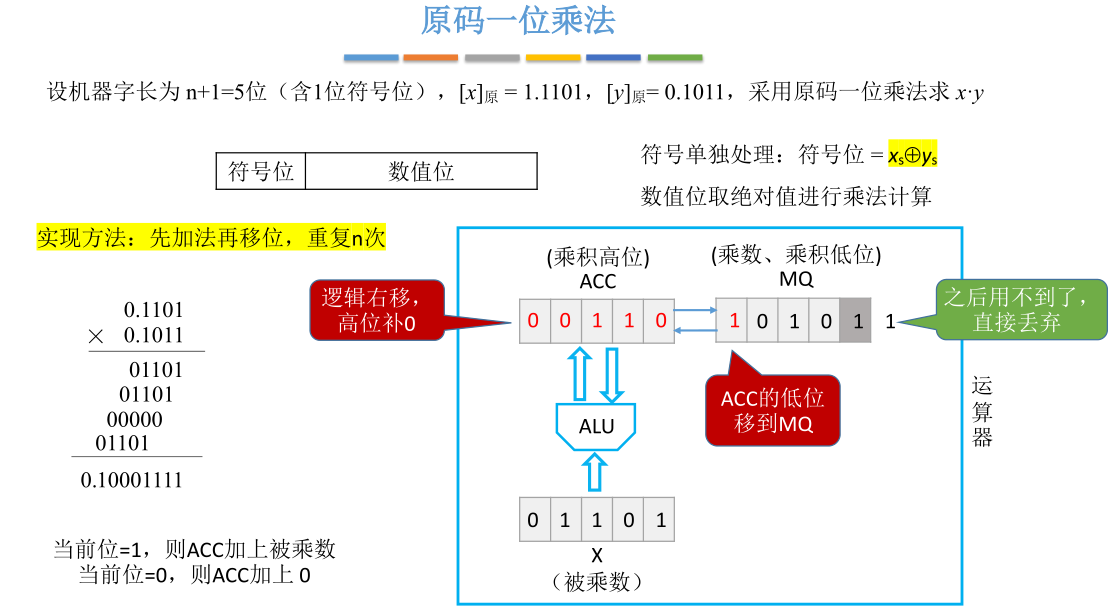 原码一位乘法
设机器字长为 n+1=5位（含1位符号位），[x]原 = 1.1101，[y]原= 0.1011，采用原码一位乘法求 x·y
符号位 数值位
符号单独处理：符号位 = xs⊕ys
数值位取绝对值进行乘法计算
实现方法：先加法再移位，重复n次
0.1101
× 0.1011
01101
01101
00000
01101
0.10001111
当前位=1，则ACC加上被乘数
当前位=0，则ACC加上 0
(乘积高位)
ACC
(乘数、乘积低位)
MQ
逻辑右移，
高位补0
0 0 1 1 0
1 0 1 0 1 1
之后用不到了，
直接丢弃
ACC的低位
移到MQ
ALU
0 1 1 0 1
X
（被乘数）
运
算
器